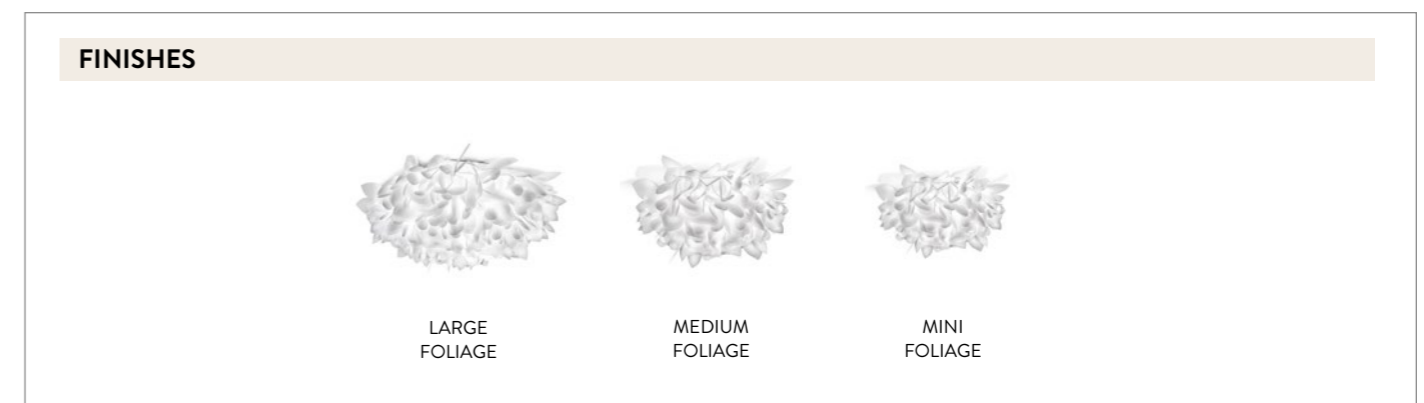 FINISHES
LARGE
FOLIAGE
MEDIUM
FOLIAGE
MINI
FOLIAGE